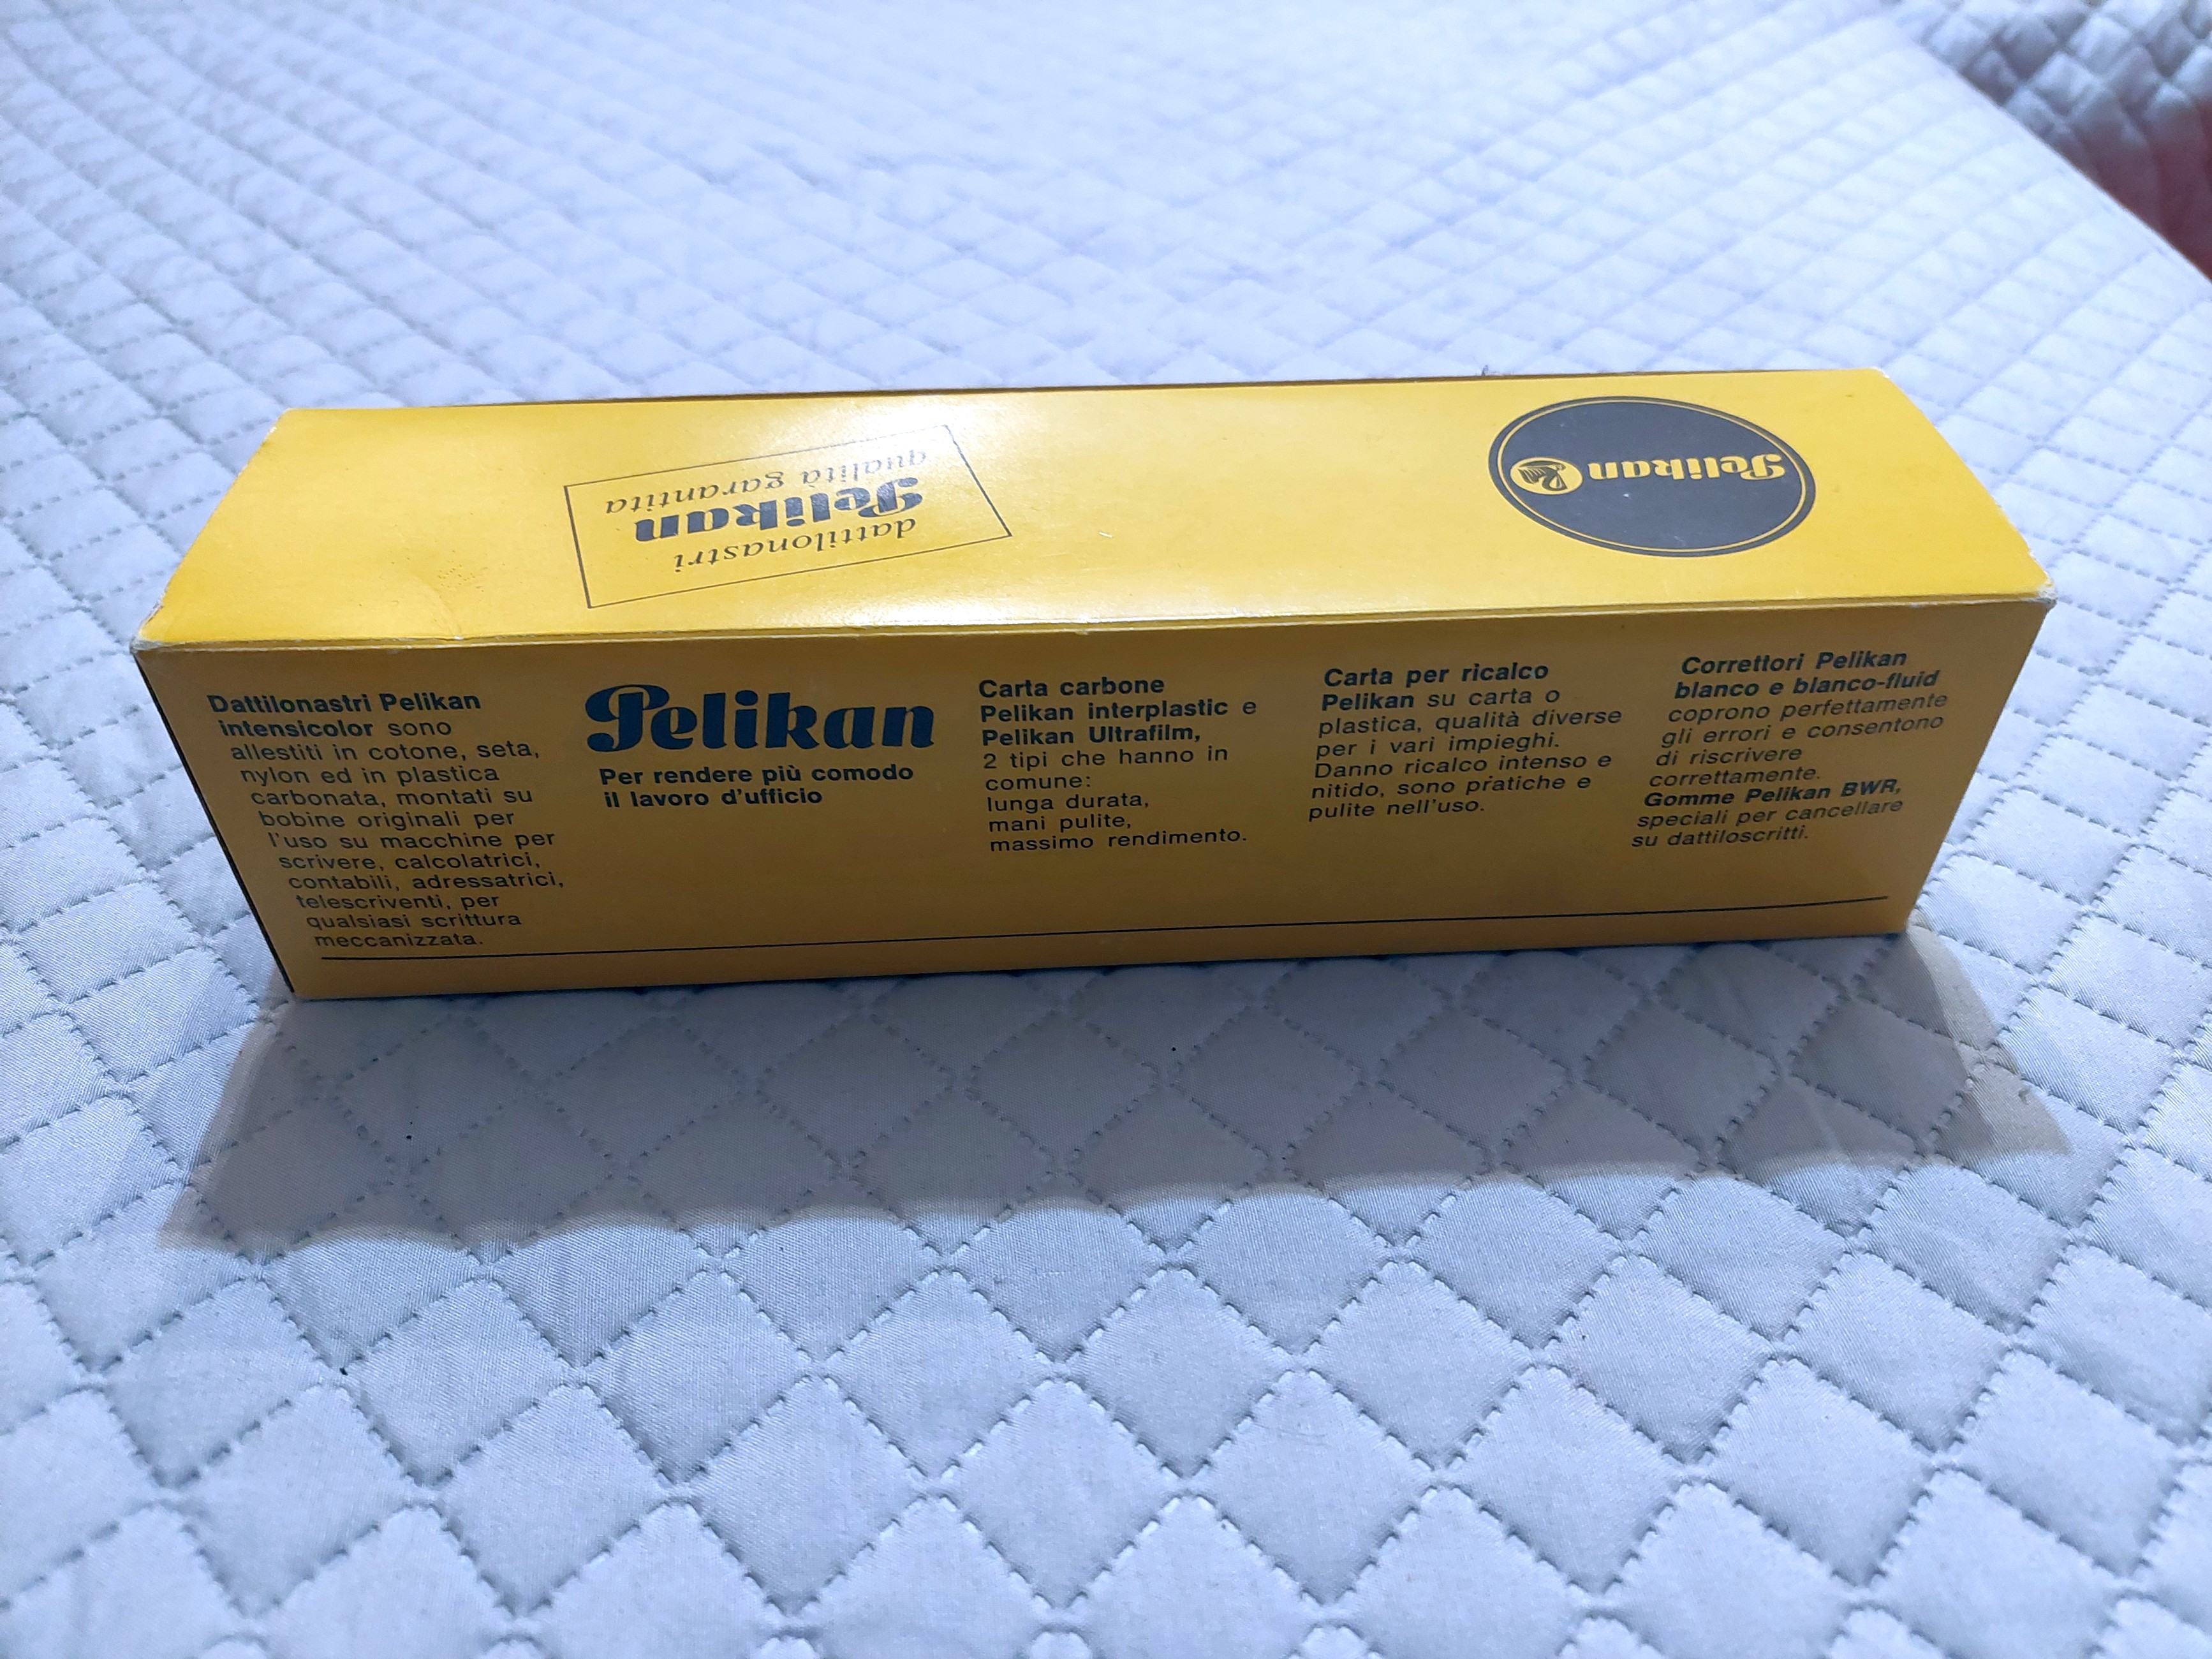 dattilonastri
Pelikan
qualità garantita
Pelikan
Dattilonastri Pelikan
intensicolor sono
allestiti in cotone, seta,
nylon ed in plastica
carbonata, montati su
bobine originali per
l'uso su macchine per
scrivere, calcolatrici,
contabili, adressatrici,
telescriventi, per
qualsiasi scrittura
meccanizzata.
Pelikan
Per rendere più comodo
il lavoro d'ufficio
Carta carbone
Pelikan interplastic e
Pelikan Ultrafilm,
2 tipi che hanno in
comune:
lunga durata,
mani pulite,
massimo rendimento.
Carta per ricalco
Pelikan su carta o
plastica, qualità diverse
per i vari impieghi.
Danno ricalco intenso e
nitido, sono pratiche e
pulite nell'uso.
Correttori Pelikan
blanco e blanco-fluid
coprono perfettamente
gli errori e consentono
di riscrivere
correttamente.
Gomme Pelikan BWR,
speciali per cancellare
su dattiloscritti.